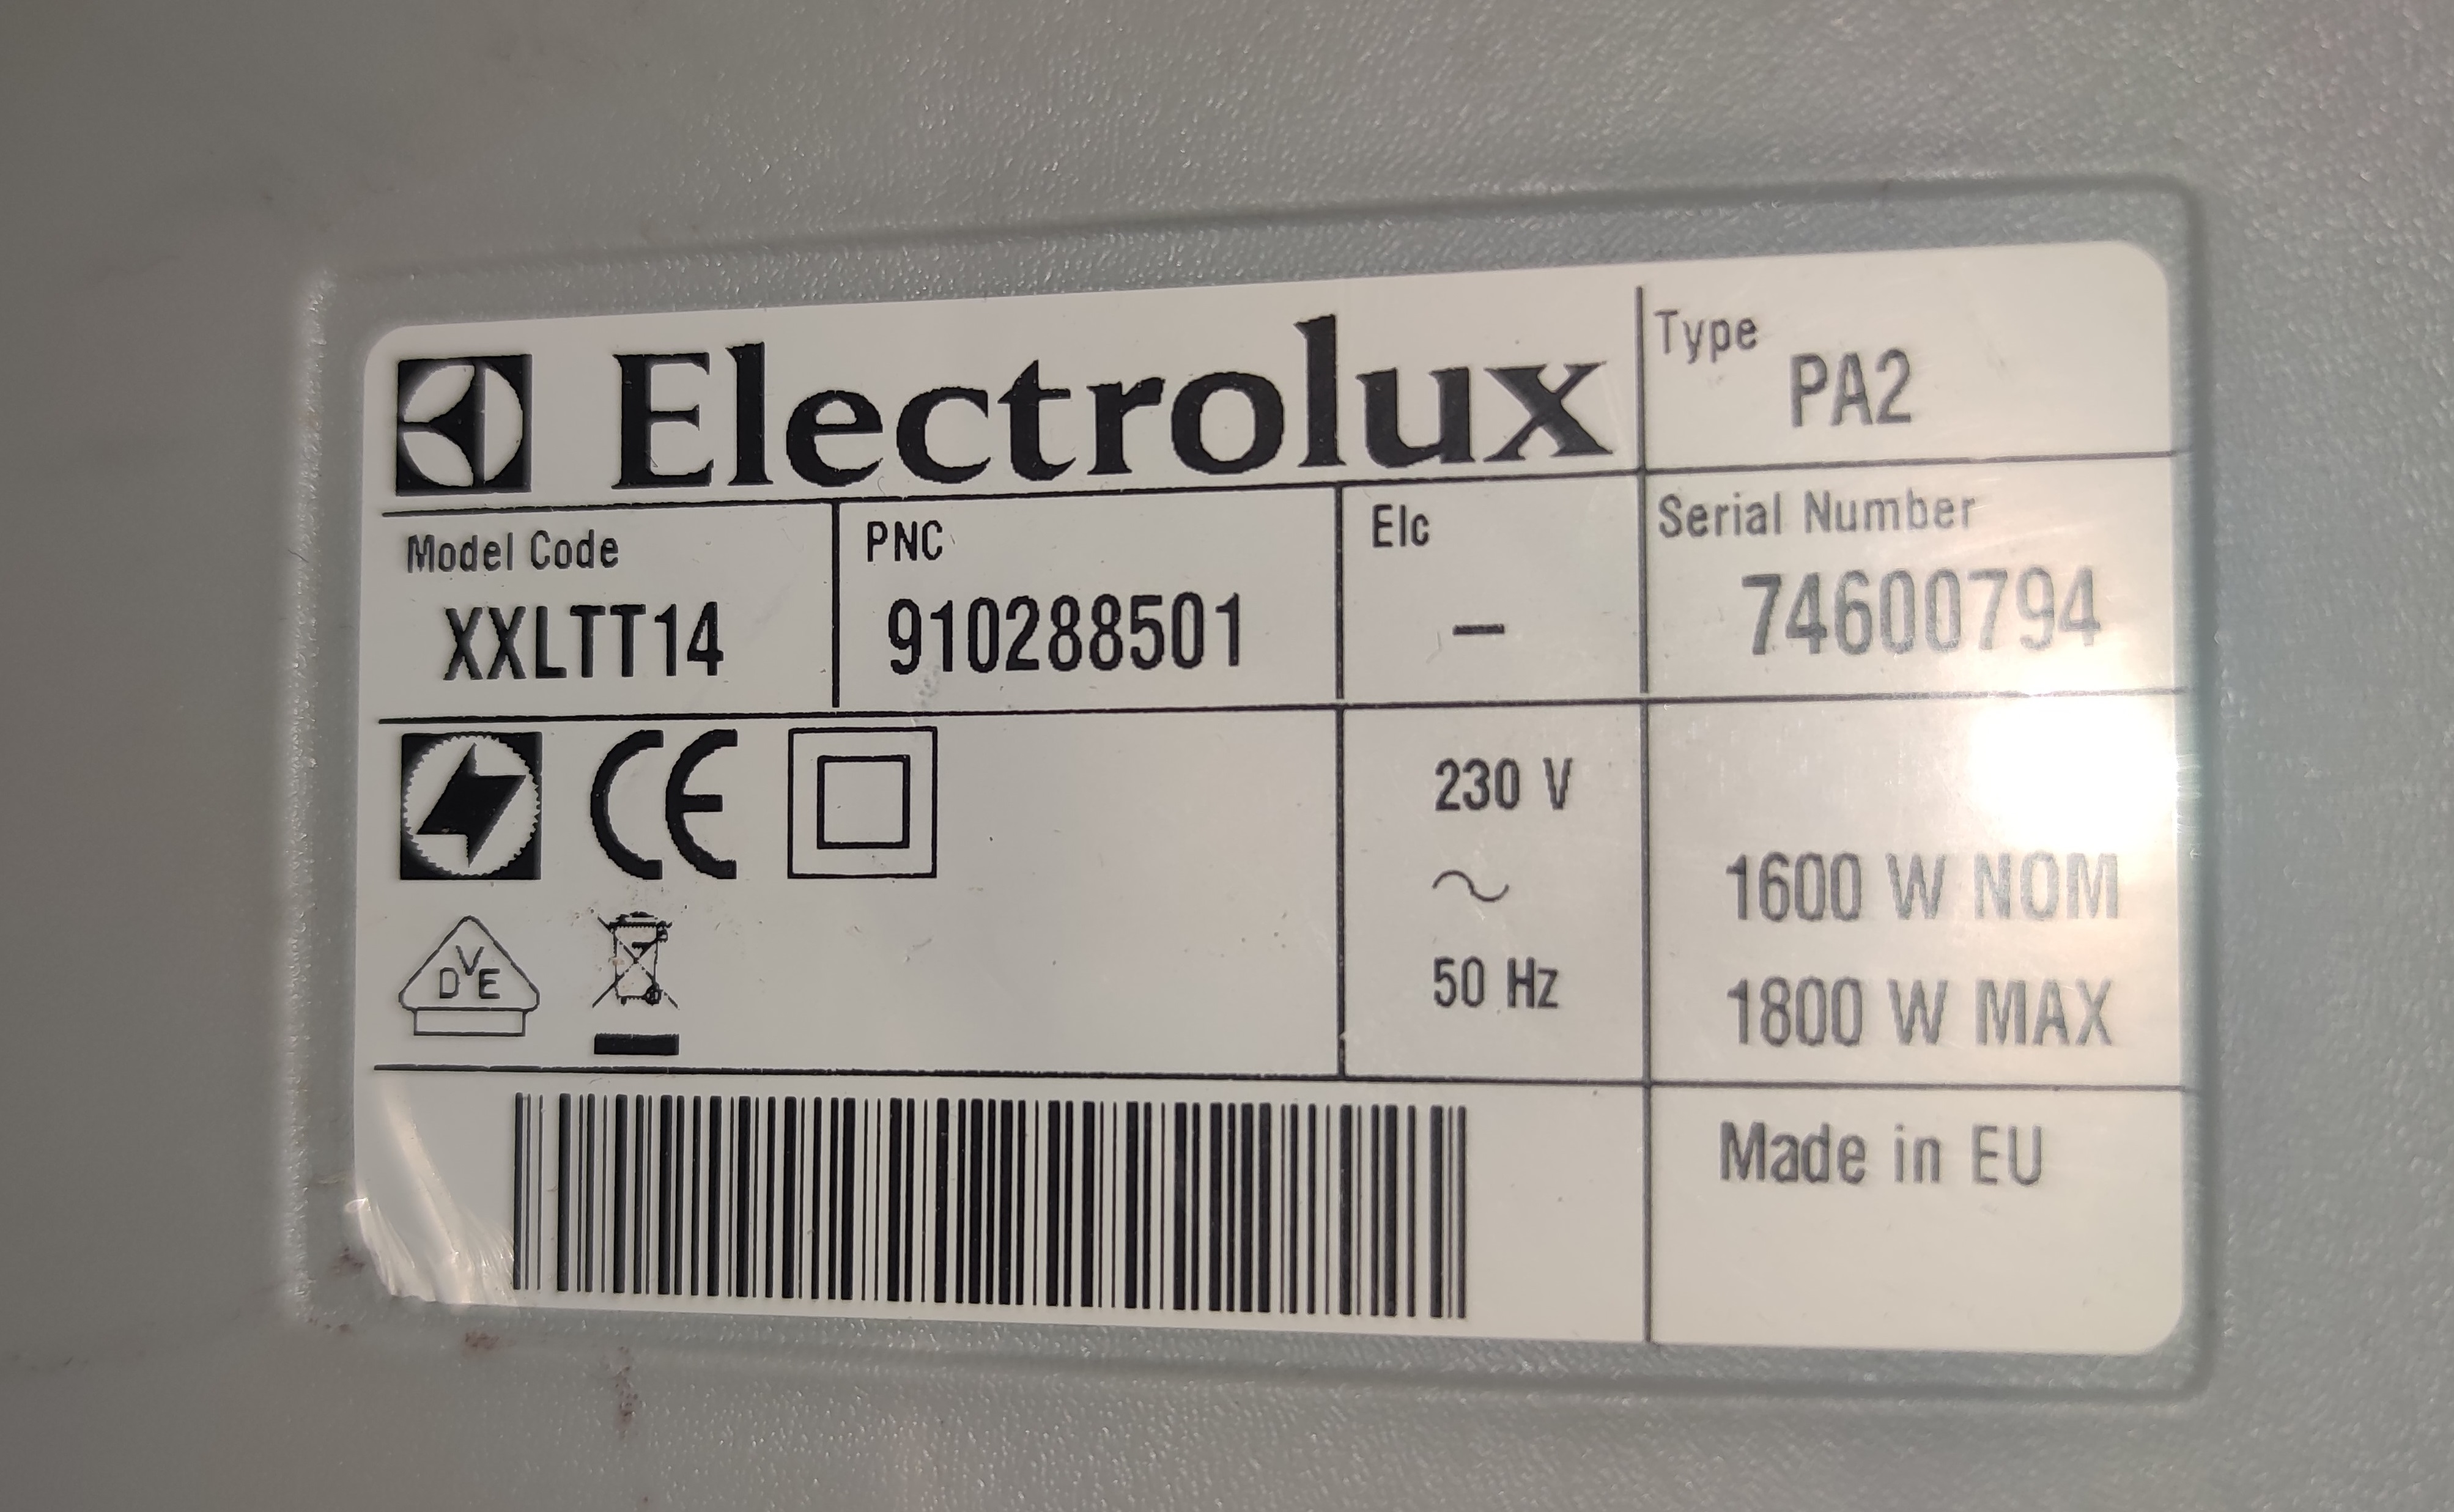 Electrolux
Type
PA2
Model Code
XXLTT14
PNC
910288501
Elc
–
Serial Number
74600794
CE
230 V
~
50 Hz
1600 W NOM
1800 W MAX
DVE
Made in EU